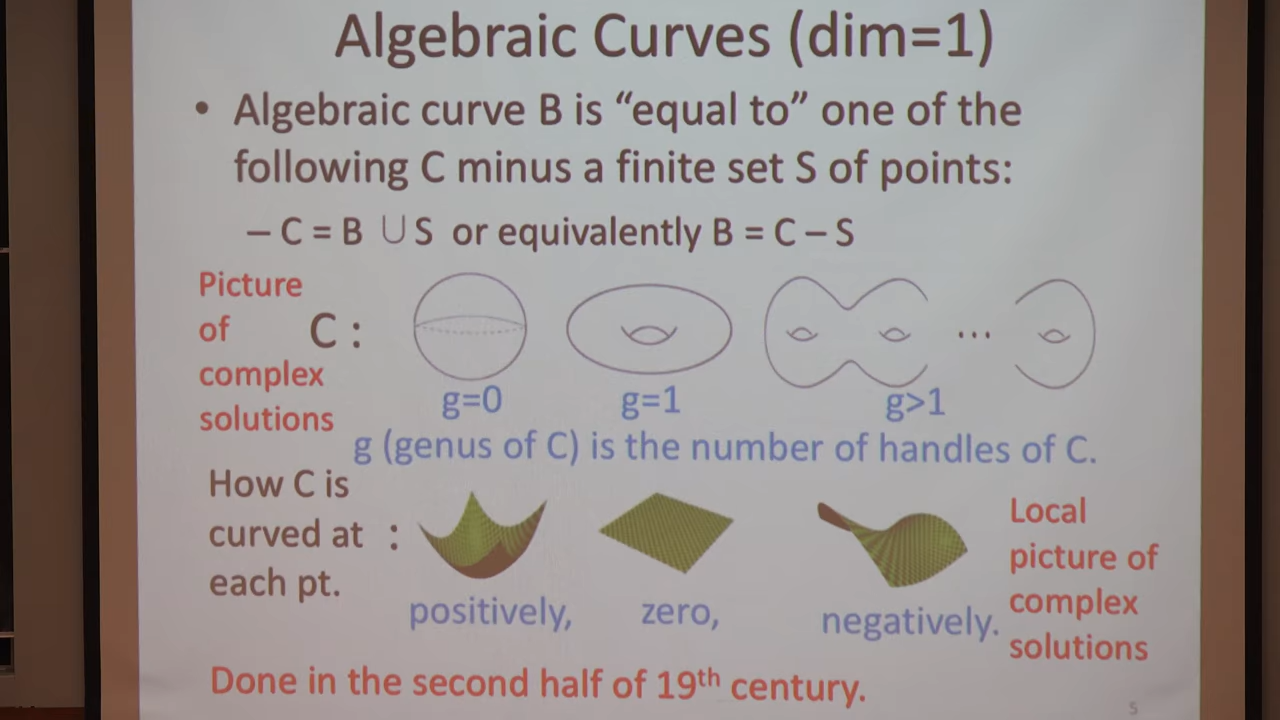 Algebraic Curves (dim=1)
• Algebraic curve B is “equal to” one of the
following C minus a finite set S of points:
– C = B ∪ S or equivalently B = C – S
Picture
of
complex
solutions
C :
...
g=0 g=1 g>1
g (genus of C) is the number of handles of C.
How C is
curved at :
each pt.
positively, zero, negatively.
Local
picture of
complex
solutions
Done in the second half of 19th century.
5